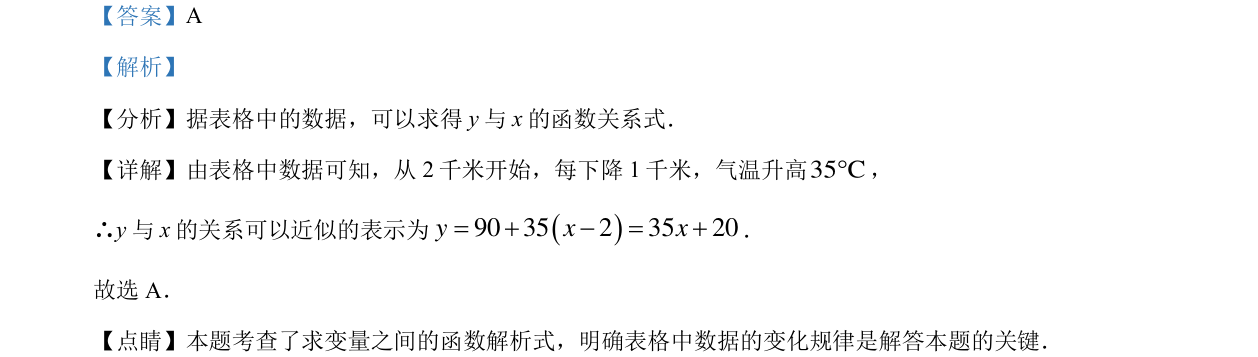 【答案】A
【解析】
【分析】据表格中的数据，可以求得 y 与 x 的函数关系式．
【详解】由表格中数据可知，从 2 千米开始，每下降 1 千米，气温升高35°C，
∴y 与 x 的关系可以近似的表示为 y=90+35(x−2)=35x+20．
故选 A．
【点睛】本题考查了求变量之间的函数解析式，明确表格中数据的变化规律是解答本题的关键．